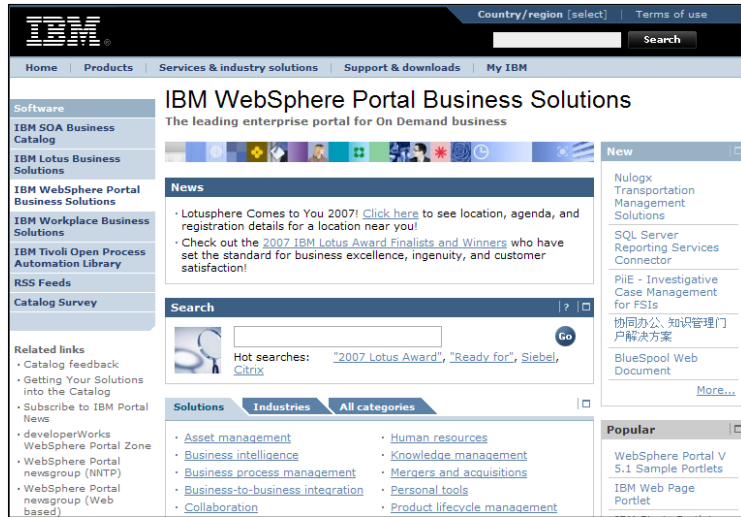 Country/region [select] | Terms of use
IBM®
Search
Home | Products | Services & industry solutions | Support & downloads | My IBM
Software
IBM SOA Business
Catalog
IBM Lotus Business
Solutions
IBM WebSphere Portal
Business Solutions
IBM Workplace Business
Solutions
IBM Tivoli Open Process
Automation Library
RSS Feeds
Catalog Survey
Related links
· Catalog feedback
· Getting Your Solutions
into the Catalog
· Subscribe to IBM Portal
News
· developerWorks
WebSphere Portal Zone
· WebSphere Portal
newsgroup (NNTP)
· WebSphere Portal
newsgroup (Web
based)
IBM WebSphere Portal Business Solutions
The leading enterprise portal for On Demand business
News
· Lotusphere Comes to You 2007! Click here to see location, agenda, and
registration details for a location near you!
· Check out the 2007 IBM Lotus Award Finalists and Winners who have
set the standard for business excellence, ingenuity, and customer
satisfaction!
Search
?
Go
Hot searches: "2007 Lotus Award", "Ready for", Siebel,
Citrix
Solutions Industries All categories
· Asset management
· Business intelligence
· Business process management
· Business-to-business integration
· Collaboration
· Human resources
· Knowledge management
· Mergers and acquisitions
· Personal tools
· Product lifecycle management
New
Nulogx
Transportation
Management
Solutions
SQL Server
Reporting Services
Connector
PiiE - Investigative
Case Management
for FSIs
协同办公、知识管理门
户解决方案
BlueSpool Web
Document
More...
Popular
WebSphere Portal V
5.1 Sample Portlets
IBM Web Page
Portlet